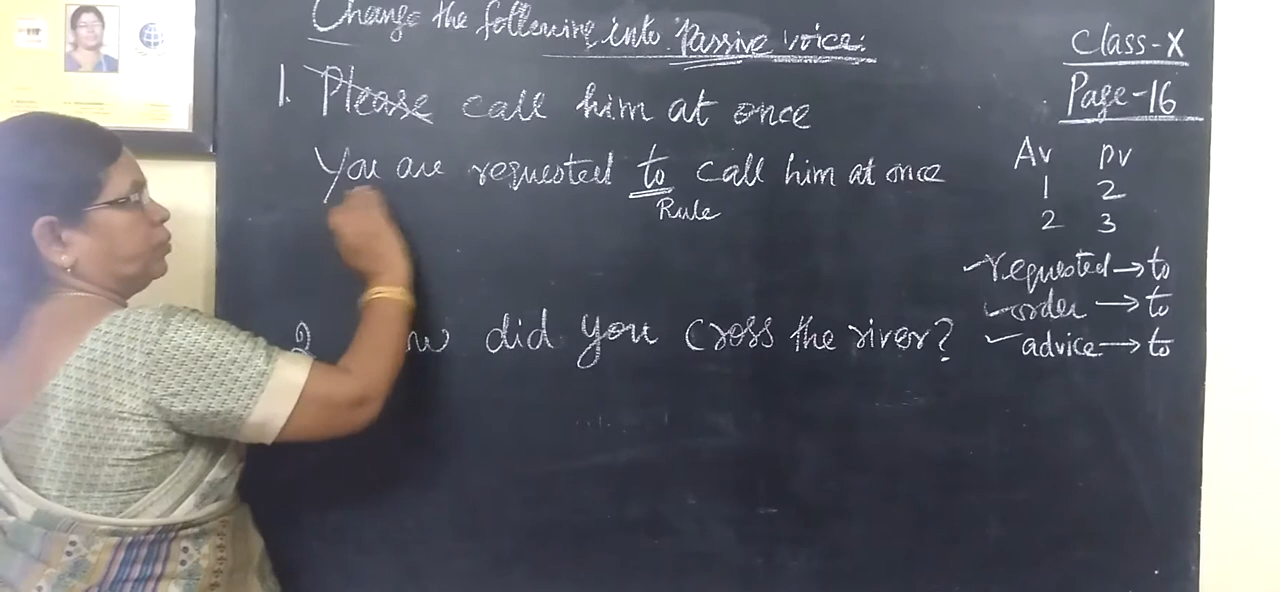 Change the following into Passive voice:
Class-X
Page-16
1. Please call him at once
You are requested to call him at once
Rule
AV PV
1 2
2 3
requested→to
order→to
advice→to
2 did you cross the river?